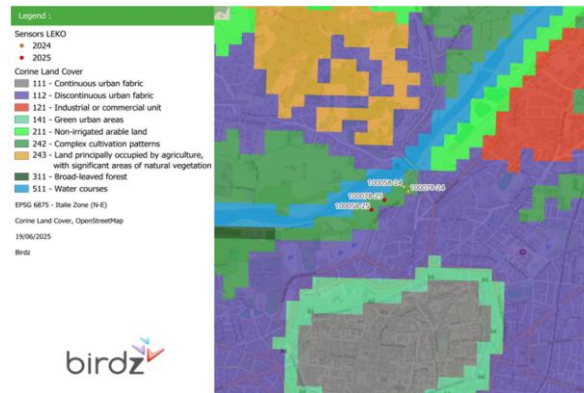 Legend :
Sensors LEKO
2024
2025
Corine Land Cover
111 - Continuous urban fabric
112 - Discontinuous urban fabric
121 - Industrial or commercial unit
141 - Green urban areas
211 - Non-irrigated arable land
242 - Complex cultivation patterns
243 - Land principally occupied by agriculture,
with significant areas of natural vegetation
311 - Broad-leaved forest
511 - Water courses
EPSG 6875 - Italie Zone (N-E)
Corine Land Cover, OpenStreetMap
19/06/2025
Birdz
birdz